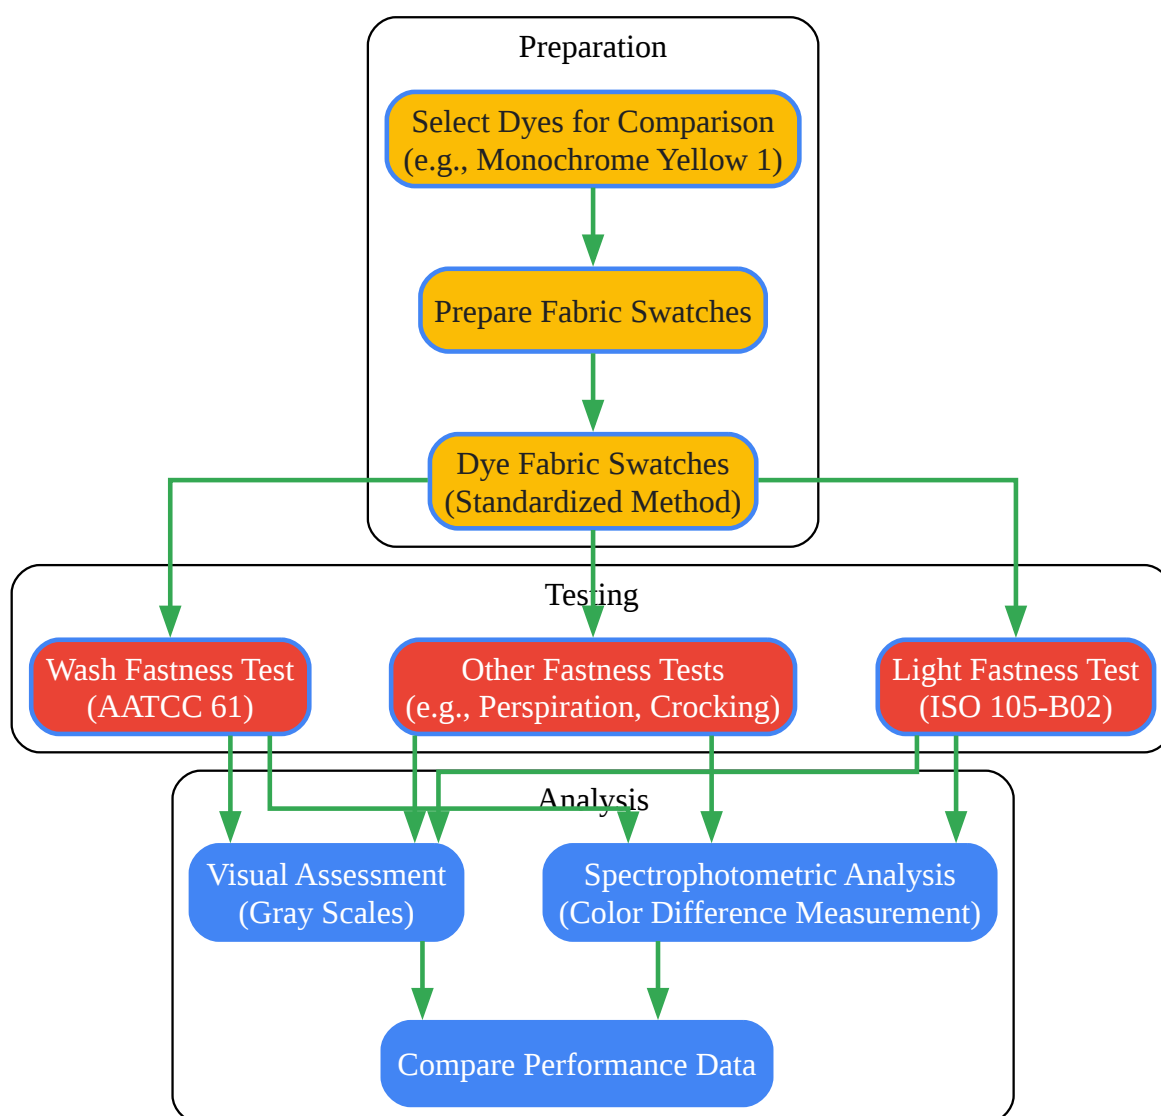 Preparation
Select Dyes for Comparison
(e.g., Monochrome Yellow 1)
Prepare Fabric Swatches
Dye Fabric Swatches
(Standardized Method)
Testing
Wash Fastness Test
(AATCC 61)
Other Fastness Tests
(e.g., Perspiration, Crocking)
Light Fastness Test
(ISO 105-B02)
Analysis
Visual Assessment
(Gray Scales)
Spectrophotometric Analysis
(Color Difference Measurement)
Compare Performance Data